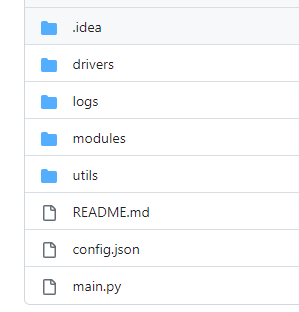 .idea
drivers
logs
modules
utils
README.md
config.json
main.py